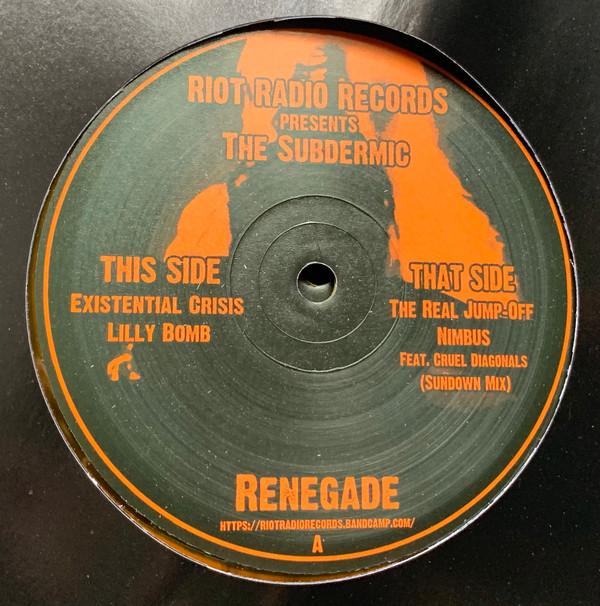 RIOT RADIO RECORDS
PRESENTS
THE SUBDERMIC
THIS SIDE
EXISTENTIAL CRISIS
LILLY BOMB
THAT SIDE
THE REAL JUMP-OFF
NIMBUS
FEAT. CRUEL DIAGONALS
(SUNDOWN MIX)
RENEGADE
HTTPS://RIOTRADIORECORDS.BANDCAMP.COM/
A